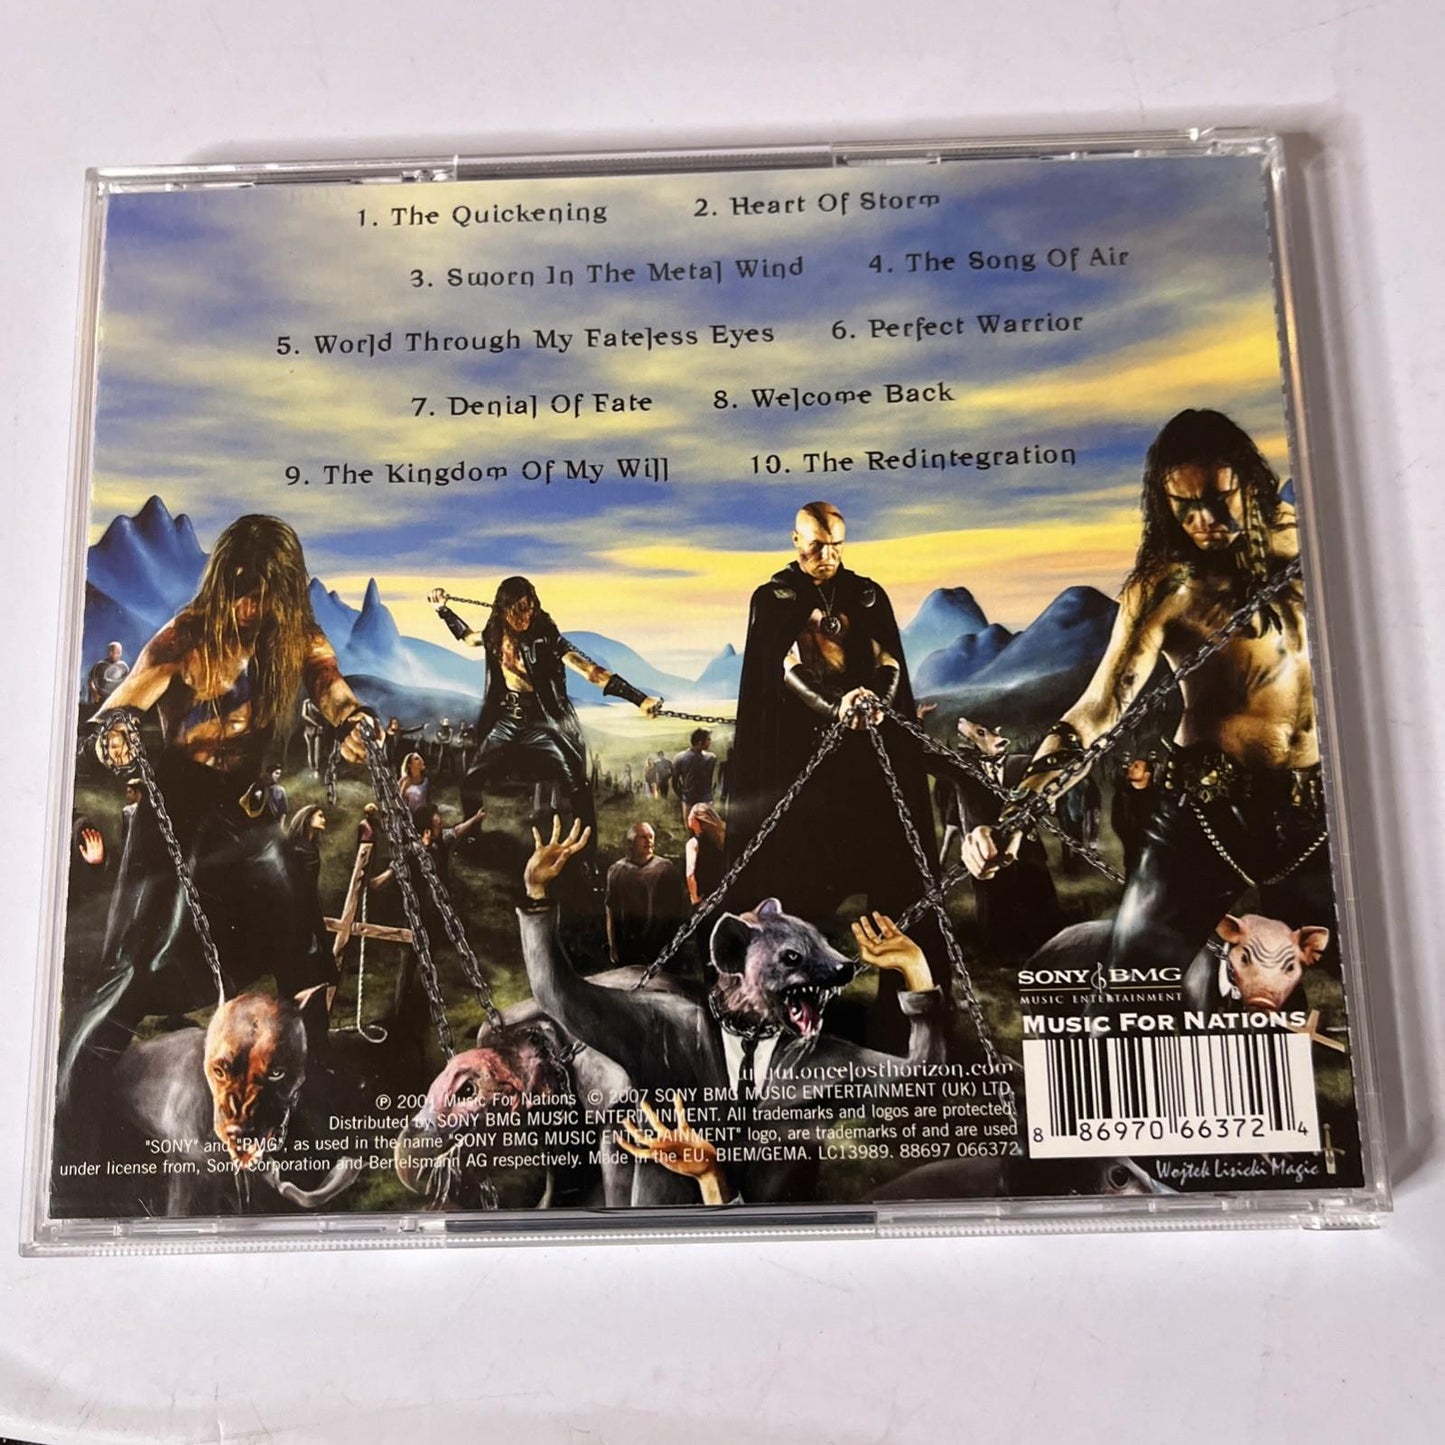 1. The Quickening 2. Heart Of Storm
3. Sworn In The Metal Wind 4. The Song Of Air
5. World Through My Fateless Eyes 6. Perfect Warrior
7. Denial Of Fate 8. Welcome Back
9. The Kingdom Of My Will 10. The Redintegration
SONY BMG
MUSIC ENTERTAINMENT
MUSIC FOR NATIONS
www.oncelosthorizon.com
℗ 2001 Music For Nations © 2007 SONY BMG MUSIC ENTERTAINMENT (UK) LTD.
Distributed by SONY BMG MUSIC ENTERTAINMENT. All trademarks and logos are protected.
"SONY" and "BMG", as used in the name "SONY BMG MUSIC ENTERTAINMENT" logo, are trademarks of and are used
under license from, Sony Corporation and Bertelsmann AG respectively. Made in the EU. BIEM/GEMA. LC13989. 88697 066372
8 86970 66372 4
Wojtek Lisicki Magic